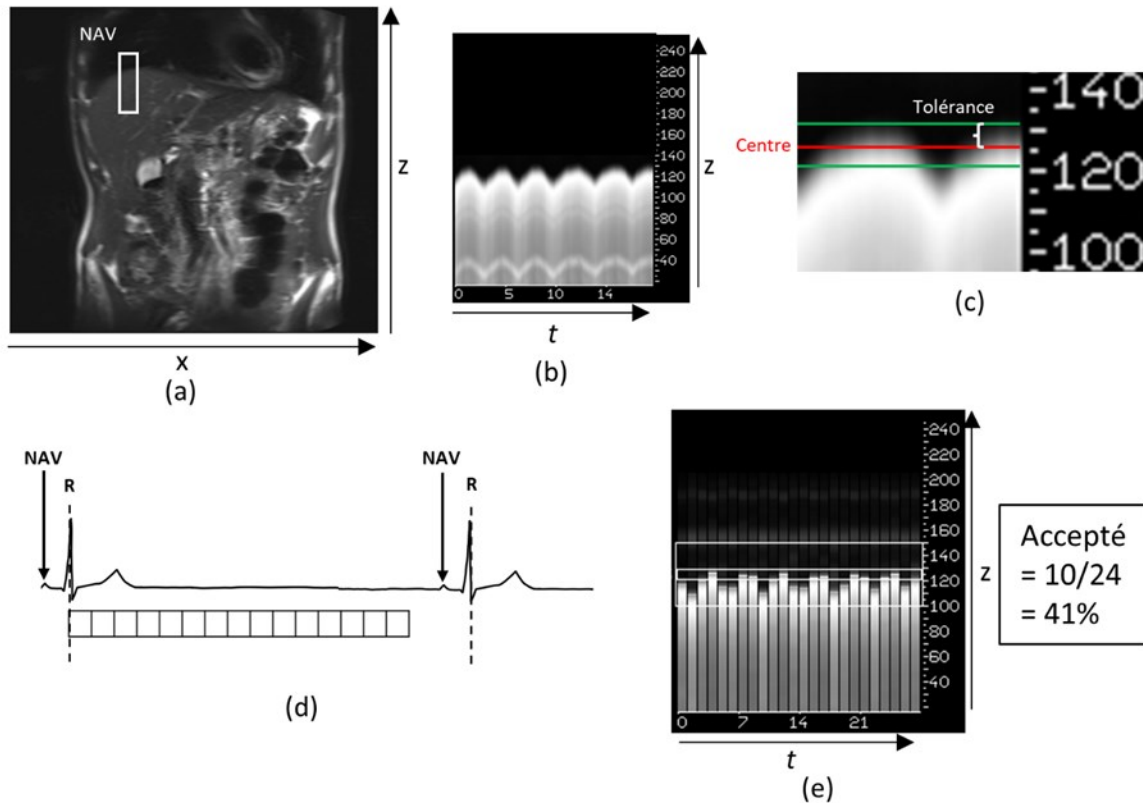 NAV
z
x
(a)
240
220
200
180
160
140
120
100
80
60
40
0 5 10 14
z
t
(b)
Tolérance
Centre
140
120
100
(c)
NAV
R
NAV
R
(d)
240
220
200
180
160
140
120
100
80
60
40
0 7 14 21
z
t
(e)
Accepté
= 10/24
= 41%